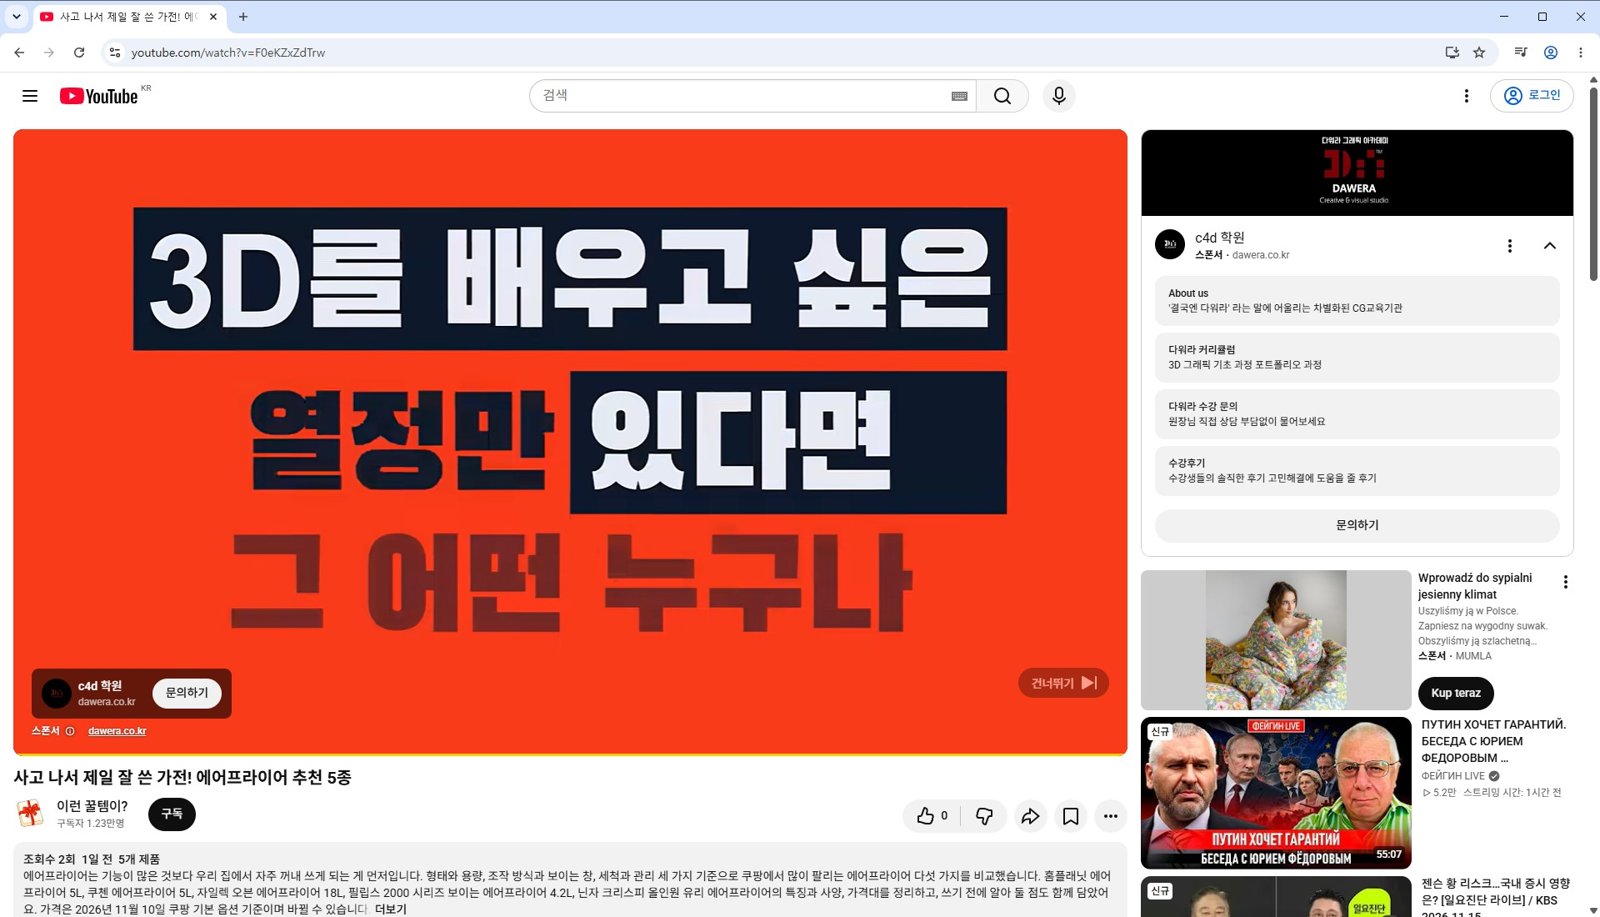 사고 나서 제일 잘 쓴 가전! 에어
youtube.com/watch?v=F0eKZxZdTrw
YouTube KR
검색
로그인
3D를 배우고 싶은
열정만 있다면
그 어떤 누구나
c4d 학원
dawera.co.kr
문의하기
건너뛰기
스폰서 dawera.co.kr
사고 나서 제일 잘 쓴 가전! 에어프라이어 추천 5종
이런 꿀템이?
구독자 1.23만명
구독
0
조회수 2회 1일 전 5개 제품
에어프라이어는 기능이 많은 것보다 우리 집에서 자주 꺼내 쓰게 되는 게 먼저입니다. 형태와 용량, 조작 방식과 보이는 창, 세척과 관리 세 가지 기준으로 쿠팡에서 많이 팔리는 에어프라이어 다섯 가지를 비교했습니다. 홈플래닛 에어
프라이어 5L, 쿠첸 에어프라이어 5L, 자일렉 오븐 에어프라이어 18L, 필립스 2000 시리즈 보이는 에어프라이어 4.2L, 닌자 크리스피 올인원 유리 에어프라이어의 특징과 사양, 가격대를 정리하고, 쓰기 전에 알아 둘 점도 함께 담았어
요. 가격은 2026년 11월 10일 쿠팡 기본 옵션 기준이며 바뀔 수 있습니다. 더보기
다워라 그래픽 아카데미
DAWERA
Creative & visual studio
c4d 학원
스폰서 · dawera.co.kr
About us
'결국엔 다워라' 라는 말에 어울리는 차별화된 CG교육기관
다워라 커리큘럼
3D 그래픽 기초 과정 포트폴리오 과정
다워라 수강 문의
원장님 직접 상담 부담없이 물어보세요
수강후기
수강생들의 솔직한 후기 고민해결에 도움을 줄 후기
문의하기
Wprowadź do sypialni
jesienny klimat
Uszyliśmy ją w Polsce.
Zapniesz na wygodny suwak.
Obszyliśmy ją szlachetną...
스폰서 · MUMLA
Kup teraz
신규
ФЕЙГИН LIVE
ПУТИН ХОЧЕТ ГАРАНТИЙ
БЕСЕДА С ЮРИЕМ ФЁДОРОВЫМ
55:07
ПУТИН ХОЧЕТ ГАРАНТИЙ.
БЕСЕДА С ЮРИЕМ
ФЕДОРОВЫМ ...
ФЕЙГИН LIVE
5.2만 스트리밍 시간: 1시간 전
신규
일요진단
젠슨 황 리스크...국내 증시 영향
은? [일요진단 라이브] / KBS
2026.11.15.